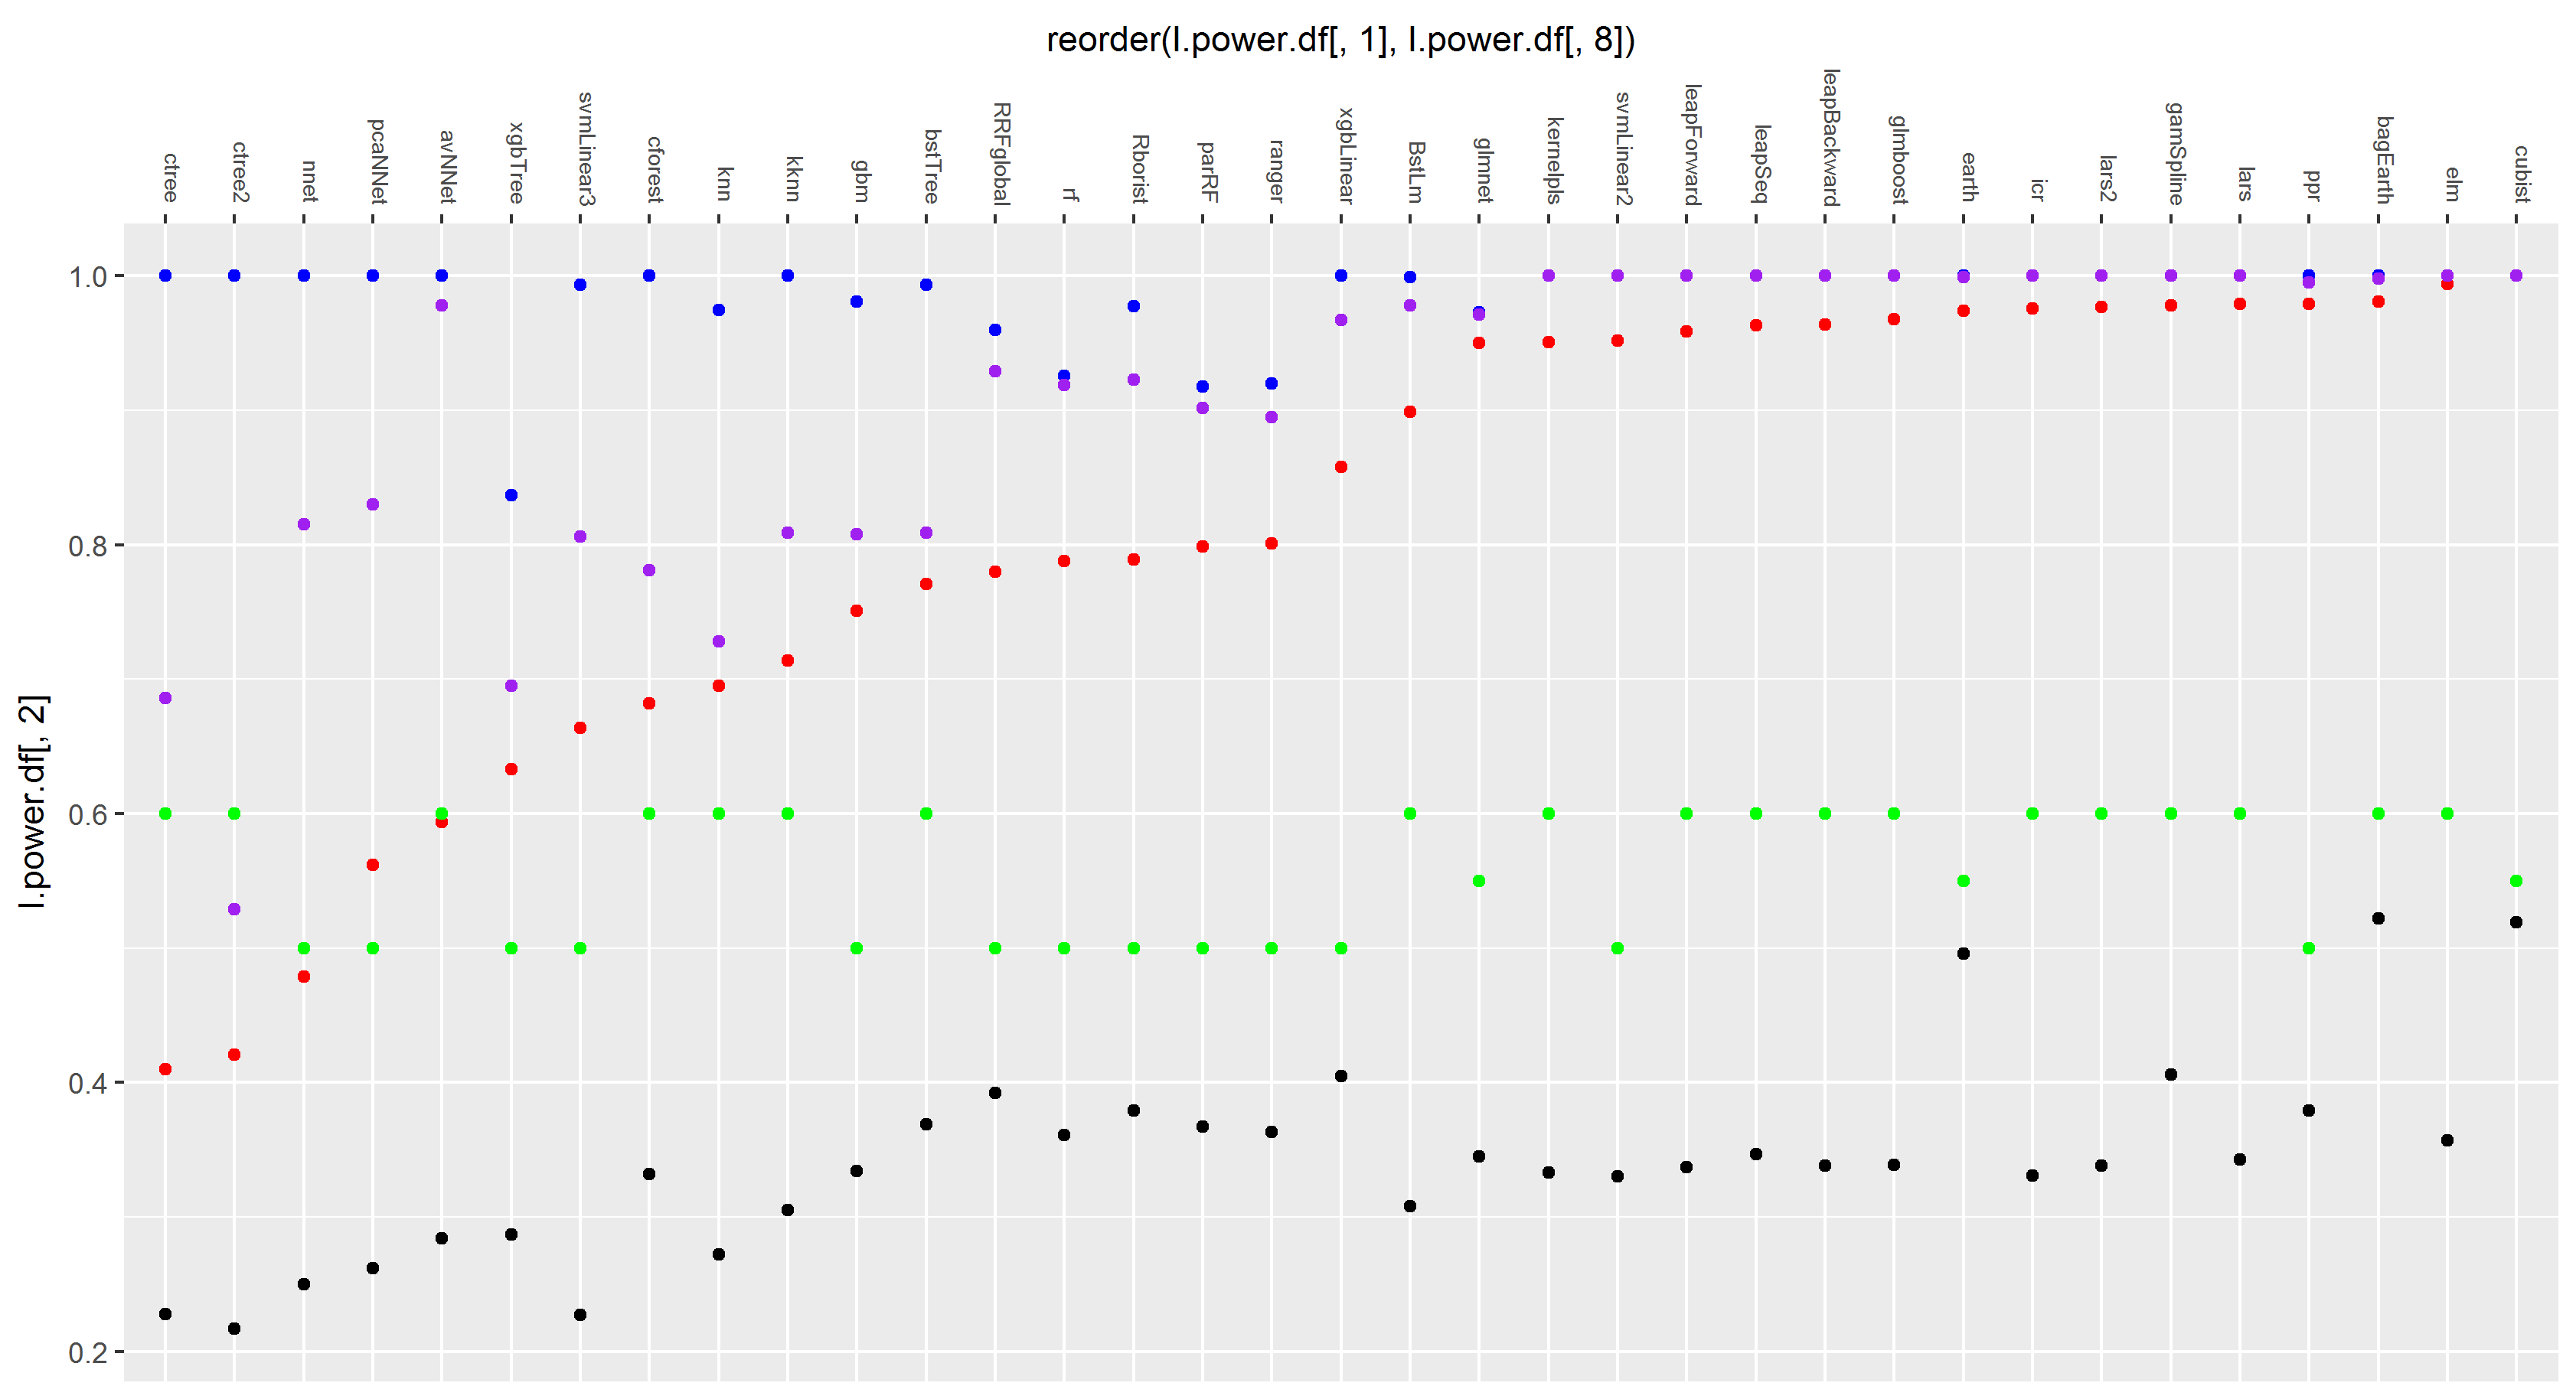 reorder(I.power.df[, 1], I.power.df[, 8])
ctree
ctree2
nnet
pcaNNet
avNNet
xgbTree
svmLinear3
cforest
knn
kknn
gbm
bstTree
RRFglobal
rf
Rborist
parRF
ranger
xgbLinear
BstLm
glmnet
kernelpls
svmLinear2
leapForward
leapSeq
leapBackward
glmboost
earth
icr
lars2
gamSpline
lars
ppr
bagEarth
elm
cubist
1.0
0.8
0.6
0.4
0.2
I.power.df[, 2]